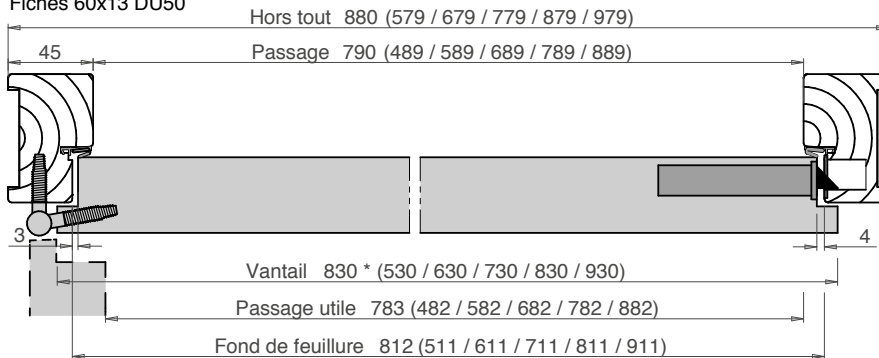 Fiches 60x13 DU50
Hors tout 880 (579 / 679 / 779 / 879 / 979)
45
Passage 790 (489 / 589 / 689 / 789 / 889)
3
4
Vantail 830 * (530 / 630 / 730 / 830 / 930)
Passage utile 783 (482 / 582 / 682 / 782 / 882)
Fond de feuillure 812 (511 / 611 / 711 / 811 / 911)